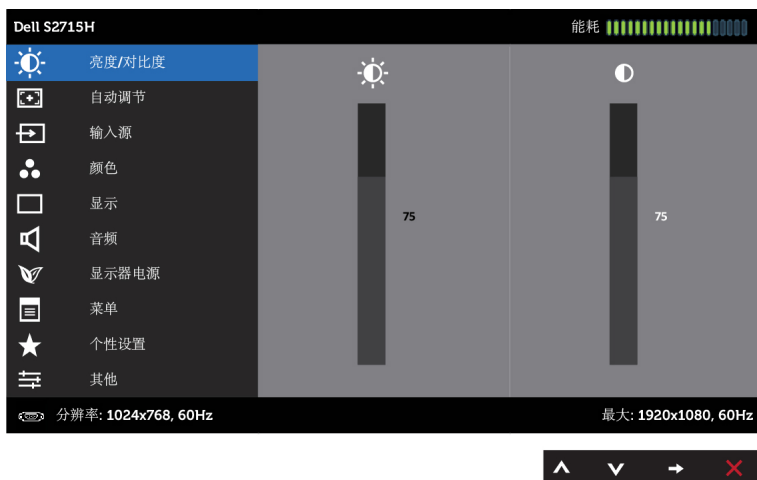 Dell S2715H 能耗
亮度/对比度
自动调节
输入源
颜色
显示
75 75
音频
显示器电源
菜单
个性设置
其他
分辨率: 1024x768, 60Hz 最大: 1920x1080, 60Hz